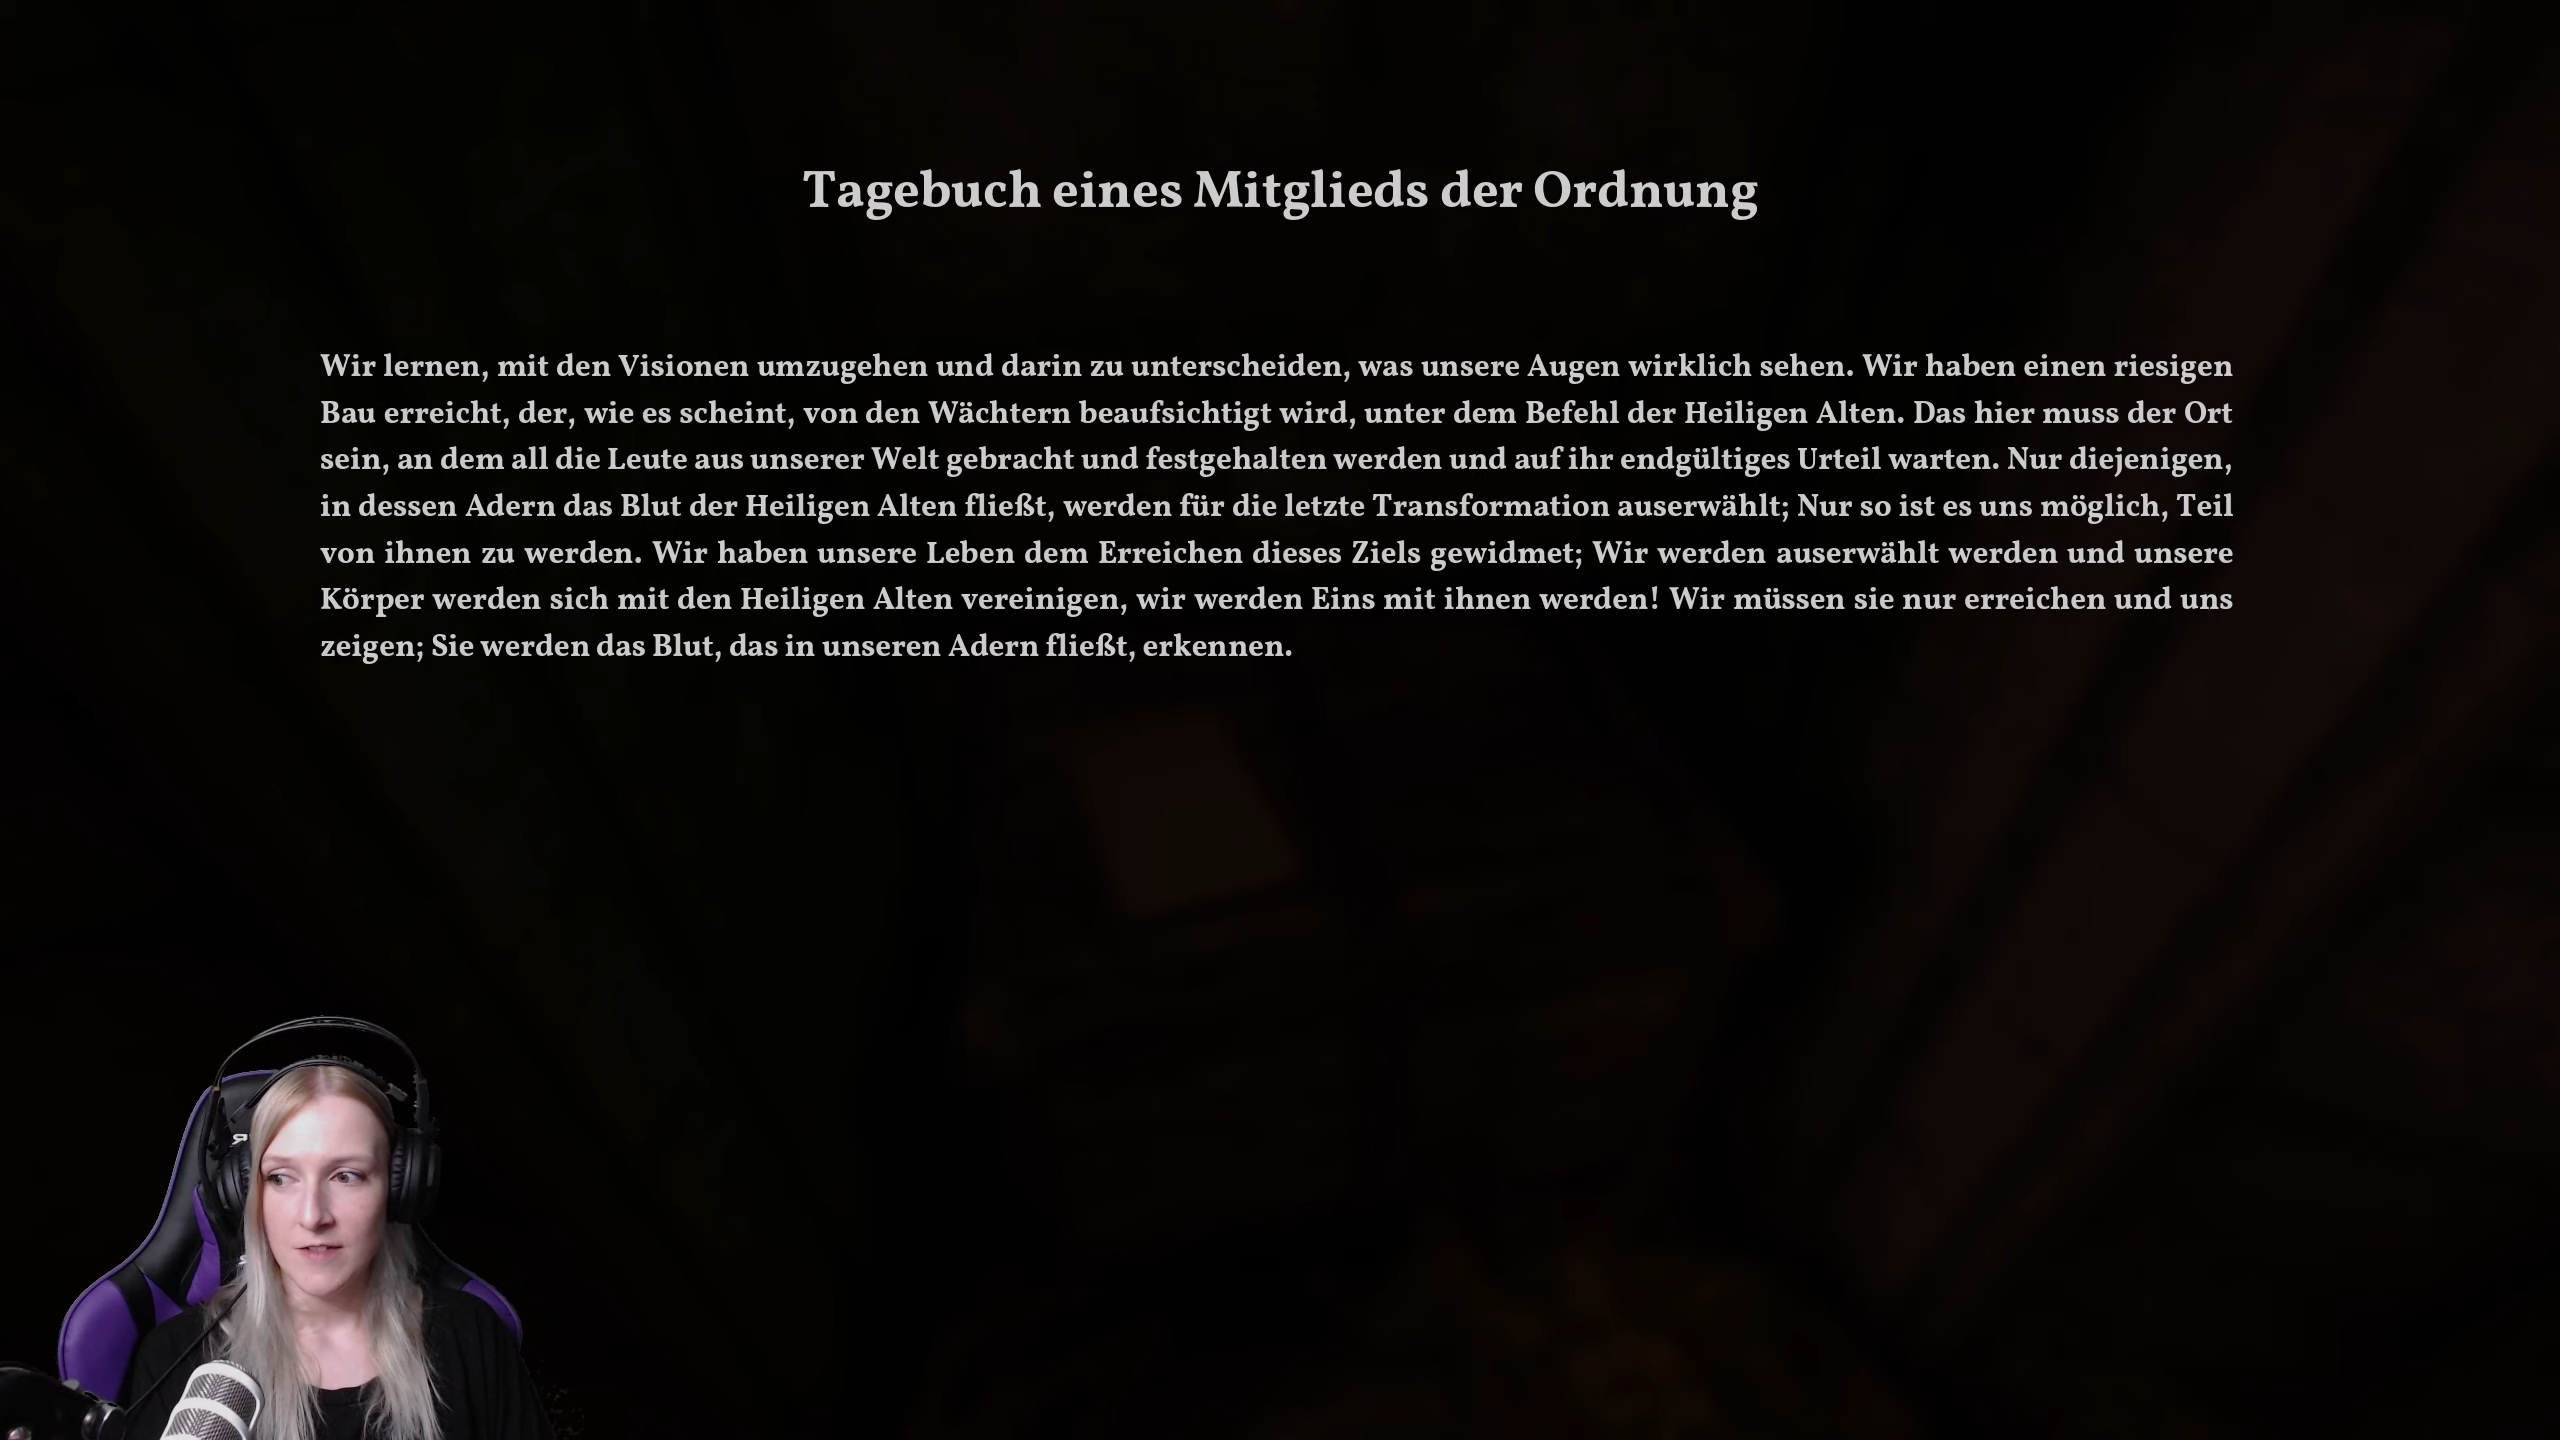 Tagebuch eines Mitglieds der Ordnung
Wir lernen, mit den Visionen umzugehen und darin zu unterscheiden, was unsere Augen wirklich sehen. Wir haben einen riesigen
Bau erreicht, der, wie es scheint, von den Wächtern beaufsichtigt wird, unter dem Befehl der Heiligen Alten. Das hier muss der Ort
sein, an dem all die Leute aus unserer Welt gebracht und festgehalten werden und auf ihr endgültiges Urteil warten. Nur diejenigen,
in dessen Adern das Blut der Heiligen Alten fließt, werden für die letzte Transformation auserwählt; Nur so ist es uns möglich, Teil
von ihnen zu werden. Wir haben unsere Leben dem Erreichen dieses Ziels gewidmet; Wir werden auserwählt werden und unsere
Körper werden sich mit den Heiligen Alten vereinigen, wir werden Eins mit ihnen werden! Wir müssen sie nur erreichen und uns
zeigen; Sie werden das Blut, das in unseren Adern fließt, erkennen.